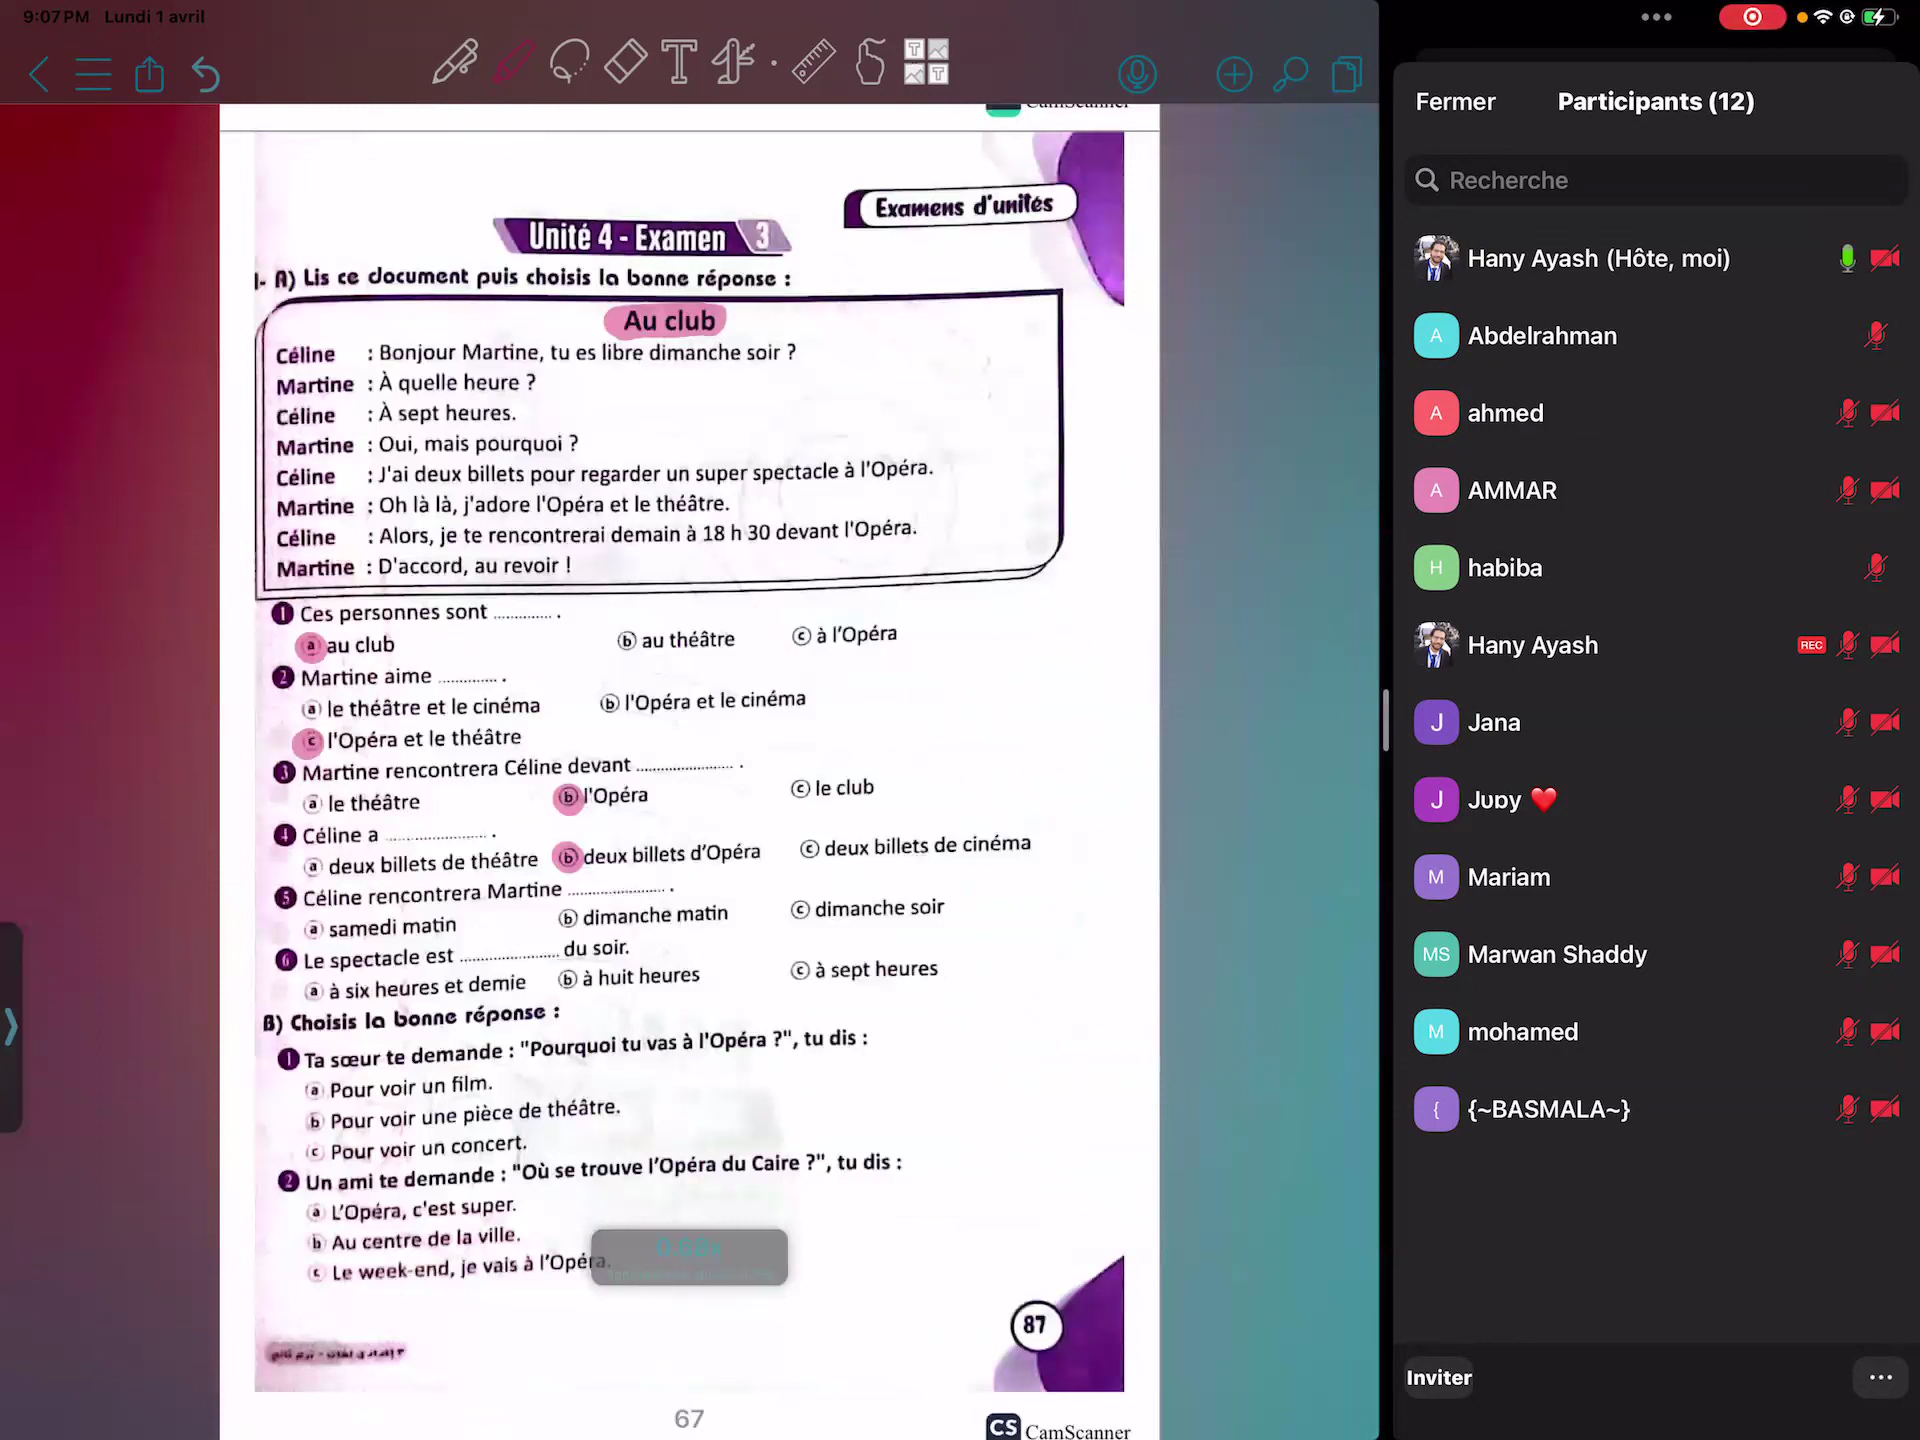 9:07 PM Lundi 1 avril
CamScanner
Examens d'unités
Unité 4 - Examen 3
I- A) Lis ce document puis choisis la bonne réponse :
Au club
Céline : Bonjour Martine, tu es libre dimanche soir ?
Martine : À quelle heure ?
Céline : À sept heures.
Martine : Oui, mais pourquoi ?
Céline : J'ai deux billets pour regarder un super spectacle à l'Opéra.
Martine : Oh là là, j'adore l'Opéra et le théâtre.
Céline : Alors, je te rencontrerai demain à 18 h 30 devant l'Opéra.
Martine : D'accord, au revoir !
1 Ces personnes sont ............. .
a au club b au théâtre c à l'Opéra
2 Martine aime ............. .
a le théâtre et le cinéma b l'Opéra et le cinéma
c l'Opéra et le théâtre
3 Martine rencontrera Céline devant ...................... .
a le théâtre b l'Opéra c le club
4 Céline a ...................... .
a deux billets de théâtre b deux billets d'Opéra c deux billets de cinéma
5 Céline rencontrera Martine ...................... .
a samedi matin b dimanche matin c dimanche soir
6 Le spectacle est ...................... du soir.
a à six heures et demie b à huit heures c à sept heures
B) Choisis la bonne réponse :
1 Ta sœur te demande : "Pourquoi tu vas à l'Opéra ?", tu dis :
a Pour voir un film.
b Pour voir une pièce de théâtre.
c Pour voir un concert.
2 Un ami te demande : "Où se trouve l'Opéra du Caire ?", tu dis :
a L'Opéra, c'est super.
b Au centre de la ville.
c Le week-end, je vais à l'Opéra.
87
67
CS CamScanner
Fermer Participants (12)
Recherche
Hany Ayash (Hôte, moi)
A Abdelrahman
A ahmed
A AMMAR
H habiba
Hany Ayash REC
J Jana
J Jupy ❤️
M Mariam
MS Marwan Shaddy
M mohamed
{ {~BASMALA~}
Inviter